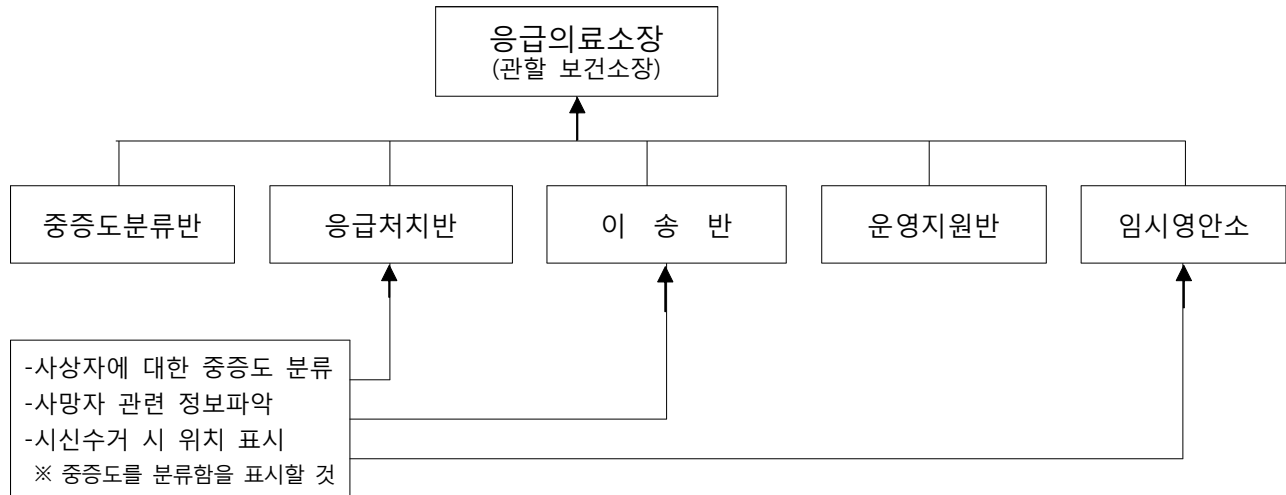 응급의료소장
(관할 보건소장)
중증도분류반
응급처치반
이 송 반
운영지원반
임시영안소
-사상자에 대한 중증도 분류
-사망자 관련 정보파악
-시신수거 시 위치 표시
※ 중증도를 분류함을 표시할 것